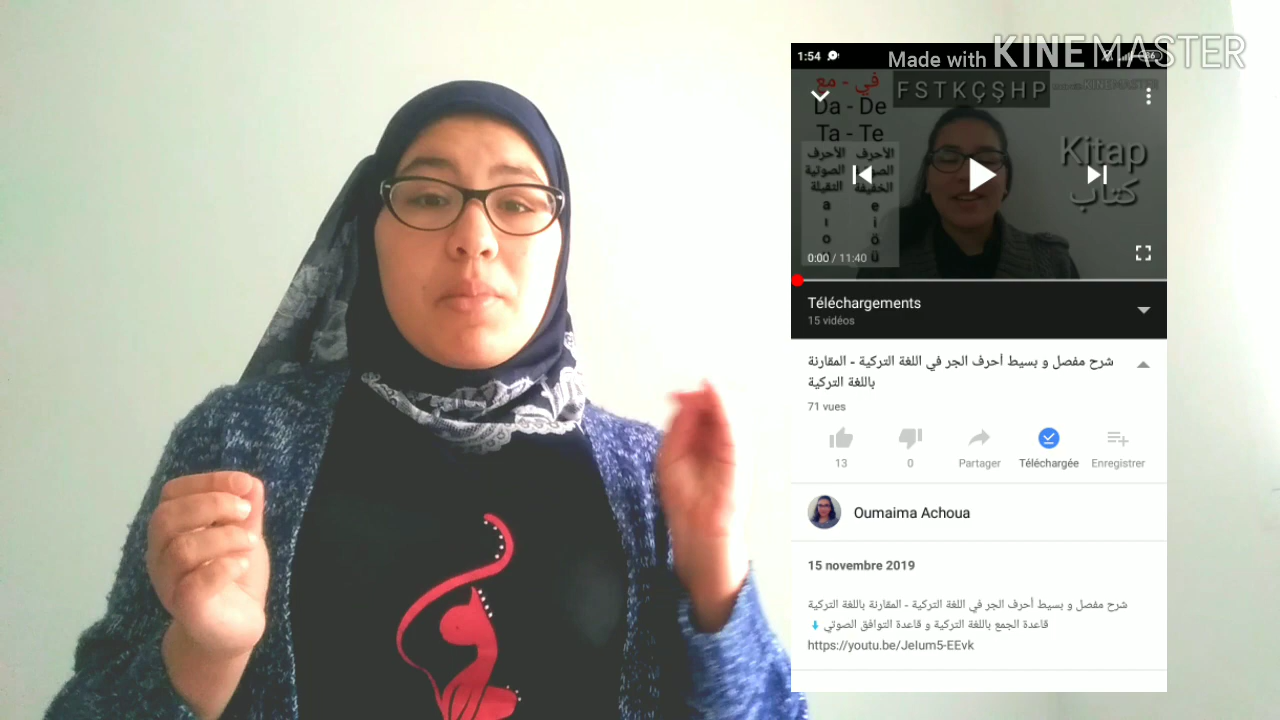 Made with KINEMASTER
1:54
في - مع
Da - De
Ta - Te
F S T K Ç Ş H P
Kitap
كتاب
الأحرف الصوتية الثقيلة
a
ı
o
الأحرف
الخفيفة
e
i
ö
ü
0:00 / 11:40
Téléchargements
15 vidéos
شرح مفصل و بسيط أحرف الجر في اللغة التركية - المقارنة
باللغة التركية
71 vues
13
0
Partager
Téléchargée
Enregistrer
Oumaima Achoua
15 novembre 2019
شرح مفصل و بسيط أحرف الجر في اللغة التركية - المقارنة باللغة التركية
قاعدة الجمع باللغة التركية و قاعدة التوافق الصوتي
https://youtu.be/JeIum5-EEvk